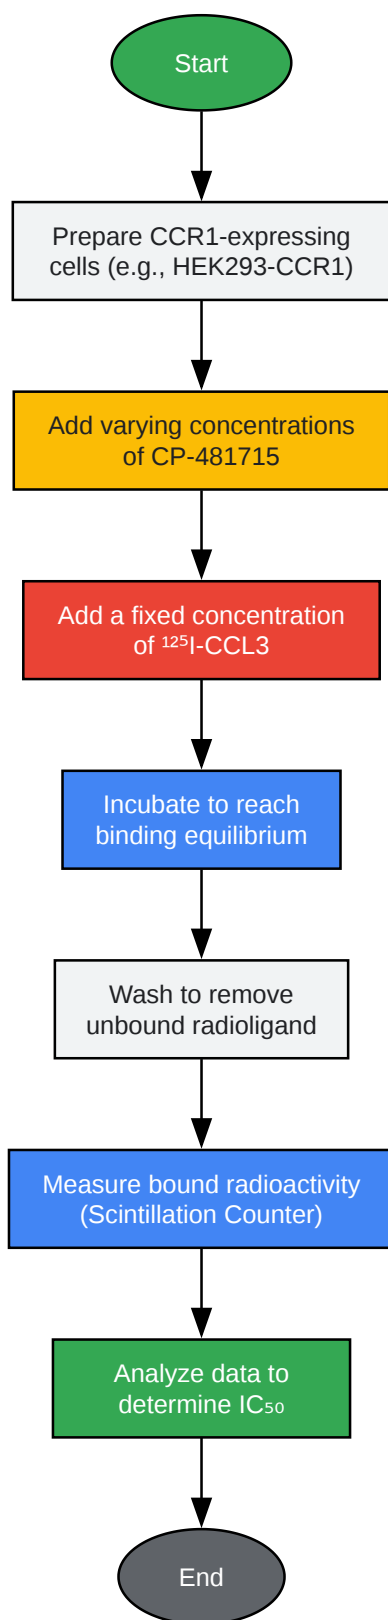 Start
Prepare CCR1-expressing
cells (e.g., HEK293-CCR1)
Add varying concentrations
of CP-481715
Add a fixed concentration
of ¹²⁵I-CCL3
Incubate to reach
binding equilibrium
Wash to remove
unbound radioligand
Measure bound radioactivity
(Scintillation Counter)
Analyze data to
determine IC₅₀
End